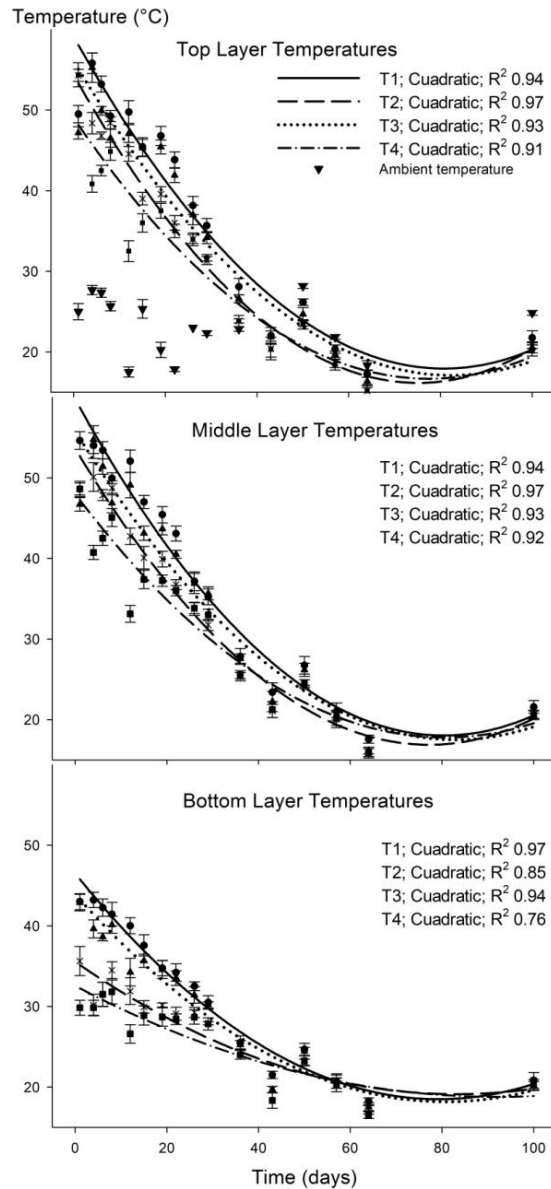 Temperature (°C)
Top Layer Temperatures
T1; Cuadratic; R² 0.94
T2; Cuadratic; R² 0.97
T3; Cuadratic; R² 0.93
T4; Cuadratic; R² 0.91
Ambient temperature
50
40
30
20
Middle Layer Temperatures
T1; Cuadratic; R² 0.94
T2; Cuadratic; R² 0.97
T3; Cuadratic; R² 0.93
T4; Cuadratic; R² 0.92
50
40
30
20
Bottom Layer Temperatures
T1; Cuadratic; R² 0.97
T2; Cuadratic; R² 0.85
T3; Cuadratic; R² 0.94
T4; Cuadratic; R² 0.76
50
40
30
20
0 20 40 60 80 100
Time (days)